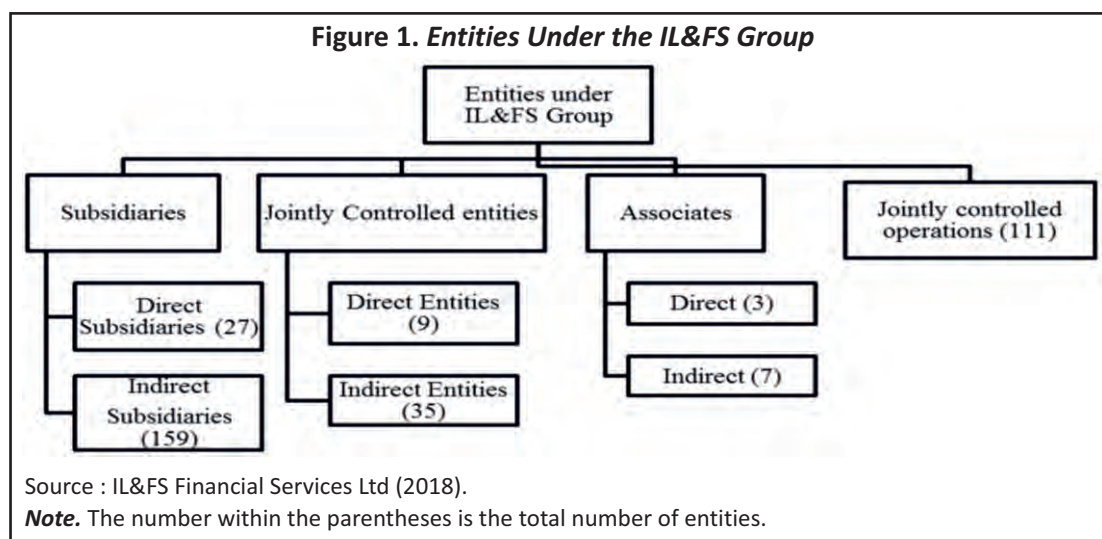 Figure 1. Entities Under the IL&FS Group
Entities under
IL&FS Group
Subsidiaries
Jointly Controlled entities
Associates
Jointly controlled
operations (111)
Direct
Subsidiaries (27)
Direct Entities
(9)
Direct (3)
Indirect
Subsidiaries
(159)
Indirect Entities
(35)
Indirect (7)
Source : IL&FS Financial Services Ltd (2018).
Note. The number within the parentheses is the total number of entities.